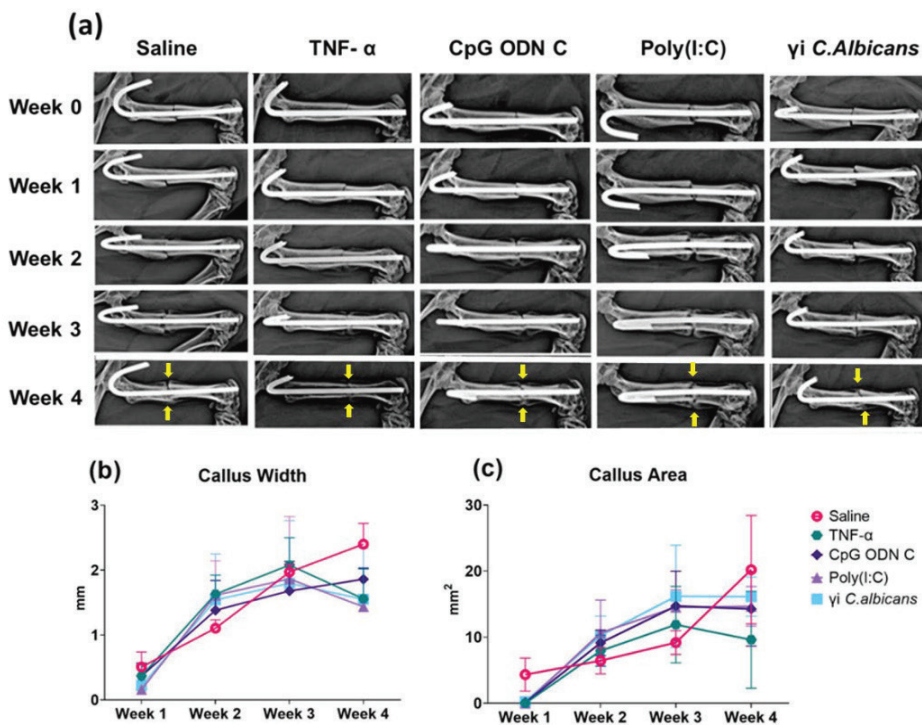 (a)
Saline TNF- α CpG ODN C Poly(I:C) γi C.Albicans
Week 0
Week 1
Week 2
Week 3
Week 4
(b)
Callus Width
3
2
1
0
mm
Week 1 Week 2 Week 3 Week 4
(c)
Callus Area
30
20
10
0
mm²
Week 1 Week 2 Week 3 Week 4
Saline
TNF-α
CpG ODN C
Poly(I:C)
γi C.albicans